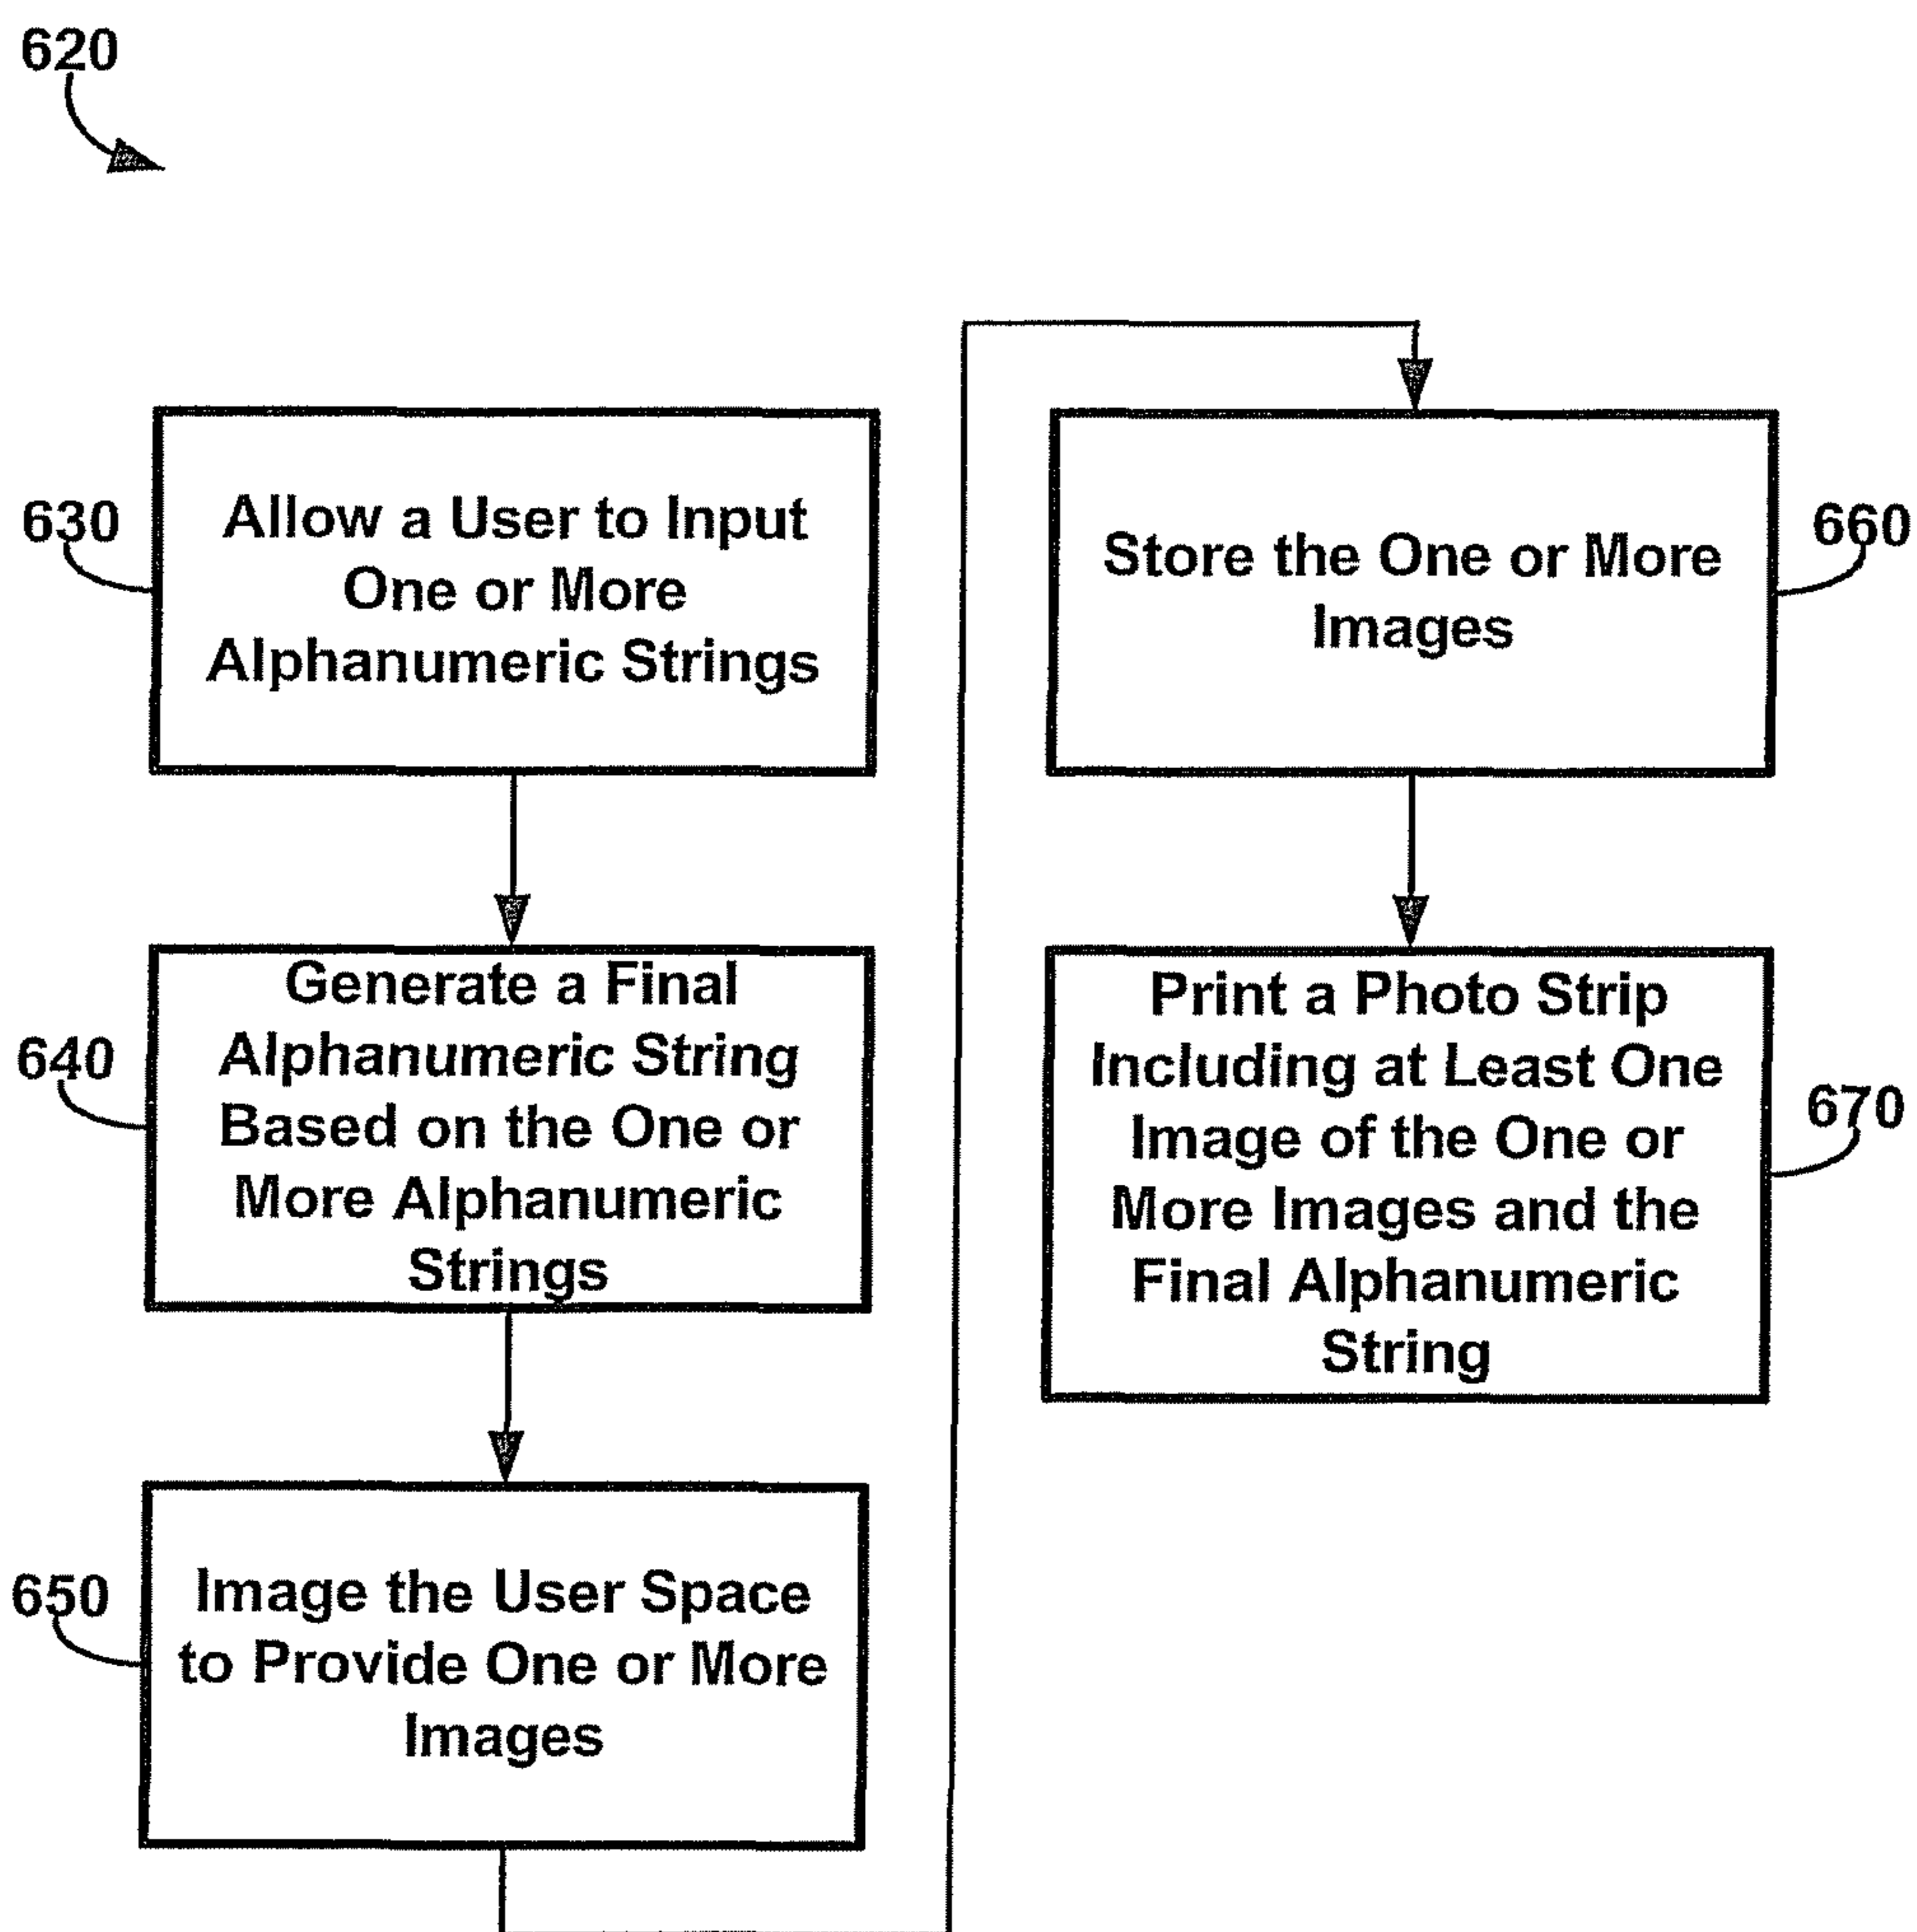 620
630
Allow a User to Input
One or More
Alphanumeric Strings
640
Generate a Final
Alphanumeric String
Based on the One or
More Alphanumeric
Strings
650
Image the User Space
to Provide One or More
Images
660
Store the One or More
Images
670
Print a Photo Strip
Including at Least One
Image of the One or
More Images and the
Final Alphanumeric
String